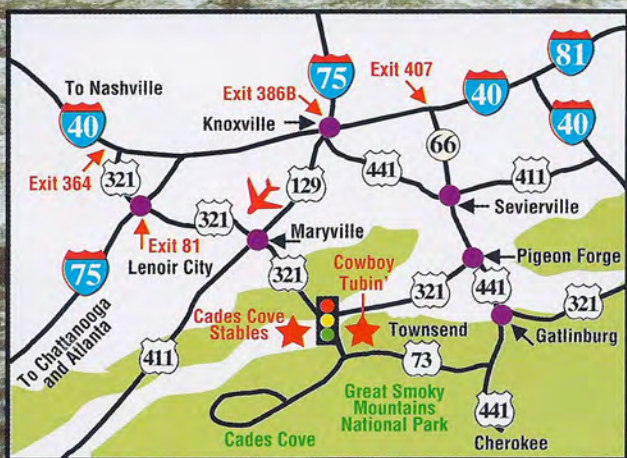 75
Exit 407
81
To Nashville
Exit 386B
40
40
Knoxville
40
66
Exit 364
321
129
441
411
321
Sevierville
Exit 81
Maryville
Lenoir City
75
321
Cowboy
Tubin'
Pigeon Forge
321
441
321
Cades Cove
Stables
Townsend
Gatlinburg
To Chattanooga
and Atlanta
411
73
Great Smoky
Mountains
National Park
441
Cades Cove
Cherokee